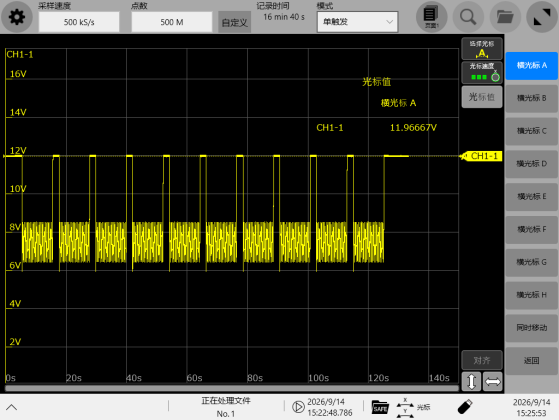 采样速度 点数 记录时间 模式
500 kS/s 500 M 自定义 16 min 40 s 单触发
页面1
选择光标
A
光标速度
光标值
横光标 A
横光标 B
横光标 C
横光标 D
横光标 E
横光标 F
横光标 G
横光标 H
同时移动
返回
CH1-1
16V
光标值
横光标 A
14V
CH1-1 11.96667V
12V
CH1-1
10V
8V
6V
4V
2V
对齐
0s 20s 40s 60s 80s 100s 120s 140s
正在处理文件
No. 1
2026/9/14
15:22:48.786
SAFE
X
Y
光标
2026/9/14
15:25:53